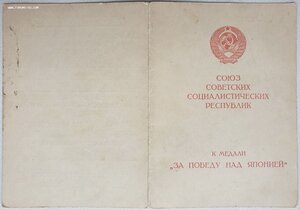 СОЮЗ
СОВЕТСКИХ
СОЦИАЛИСТИЧЕСКИХ
РЕСПУБЛИК
К МЕДАЛИ
„ЗА ПОБЕДУ НАД ЯПОНИЕЙ"